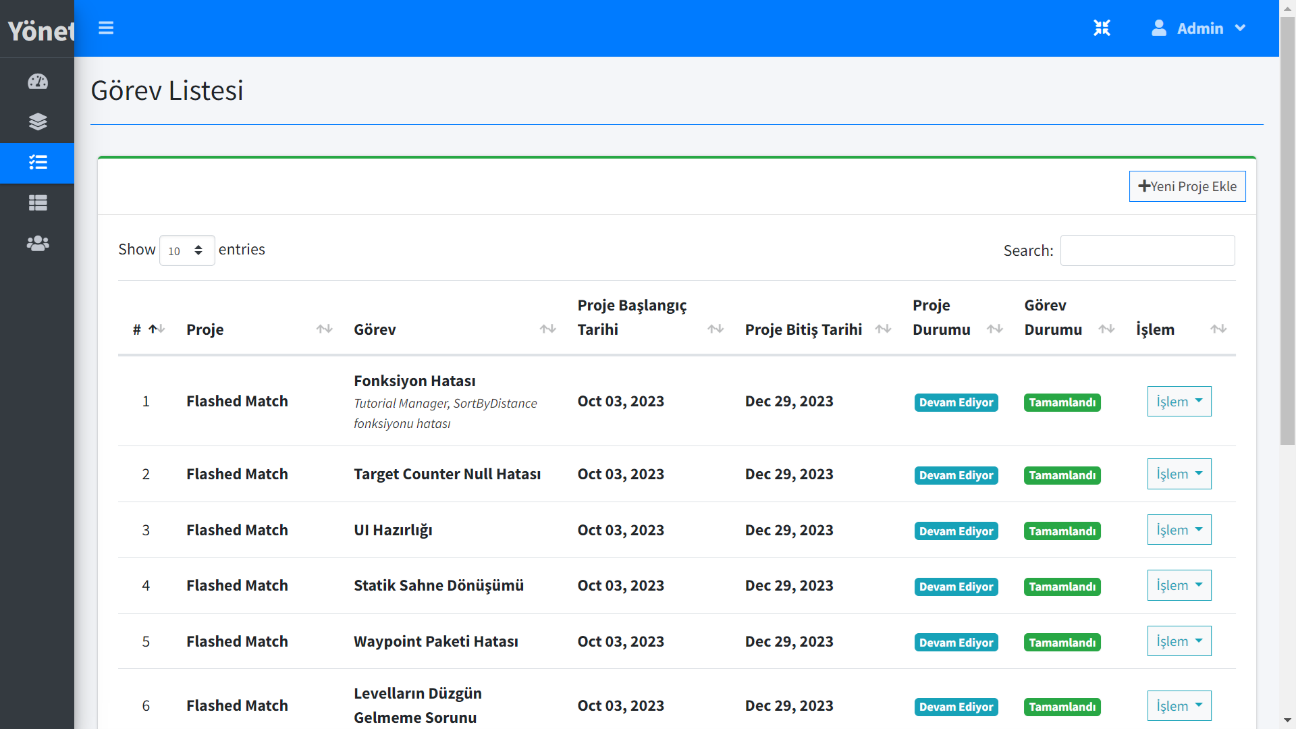 Yönet
Admin
Görev Listesi
Yeni Proje Ekle
Show 10 entries
Search:
# Proje Görev Proje Başlangıç Tarihi Proje Bitiş Tarihi Proje Durumu Görev Durumu İşlem
1 Flashed Match Fonksiyon Hatası Oct 03, 2023 Dec 29, 2023 Devam Ediyor Tamamlandı İşlem
Tutorial Manager, SortByDistance
fonksiyonu hatası
2 Flashed Match Target Counter Null Hatası Oct 03, 2023 Dec 29, 2023 Devam Ediyor Tamamlandı İşlem
3 Flashed Match UI Hazırlığı Oct 03, 2023 Dec 29, 2023 Devam Ediyor Tamamlandı İşlem
4 Flashed Match Statik Sahne Dönüşümü Oct 03, 2023 Dec 29, 2023 Devam Ediyor Tamamlandı İşlem
5 Flashed Match Waypoint Paketi Hatası Oct 03, 2023 Dec 29, 2023 Devam Ediyor Tamamlandı İşlem
6 Flashed Match Levelların Düzgün Gelmeme Sorunu Oct 03, 2023 Dec 29, 2023 Devam Ediyor Tamamlandı İşlem